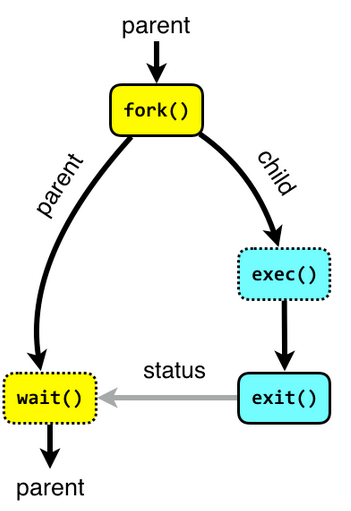 parent
fork()
parent
child
exec()
status
wait()
exit()
parent